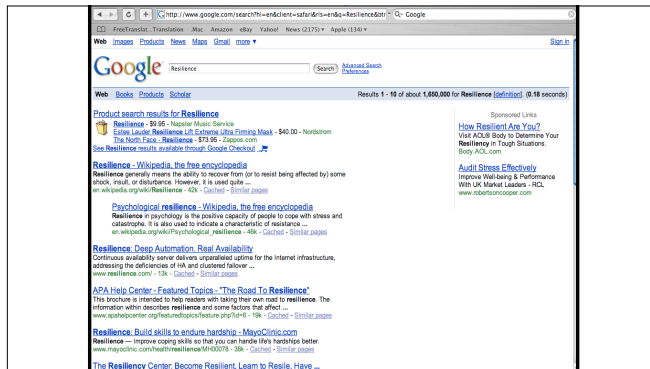 http://www.google.com/search?hl=en&client=safari&rls=en&q=Resilience&btr Google
FreeTranslat...Translation .Mac Amazon eBay Yahoo! News (2175) Apple (134)
Web Images Products News Maps Gmail more Sign in
Google Resilience Search Advanced Search
Preferences
Web Books Products Scholar Results 1 - 10 of about 1,650,000 for Resilience [definition]. (0.18 seconds)
Product search results for Resilience
Resilience - $9.95 - Napster Music Service
Estee Lauder Resilience Lift Extreme Ultra Firming Mask - $40.00 - Nordstrom
The North Face - Resilience - $73.95 - Zappos.com
See Resilience results available through Google Checkout
Resilience - Wikipedia, the free encyclopedia
Resilience generally means the ability to recover from (or to resist being affected by) some
shock, insult, or disturbance. However, it is used quite ...
en.wikipedia.org/wiki/Resilience - 42k - Cached - Similar pages
Psychological resilience - Wikipedia, the free encyclopedia
Resilience in psychology is the positive capacity of people to cope with stress and
catastrophe. It is also used to indicate a characteristic of resistance ...
en.wikipedia.org/wiki/Psychological_resilience - 46k - Cached - Similar pages
Resilience: Deep Automation. Real Availability
Continuous availability server delivers unparalleled uptime for the Internet infrastructure,
addressing the deficiencies of HA and clustered failover ...
www.resilience.com/ - 13k - Cached - Similar pages
APA Help Center - Featured Topics - "The Road To Resilience"
This brochure is intended to help readers with taking their own road to resilience. The
information within describes resilience and some factors that affect ...
www.apahelpcenter.org/featuredtopics/feature.php?id=6 - 19k - Cached - Similar pages
Resilience: Build skills to endure hardship - MayoClinic.com
Resilience — Improve coping skills so that you can handle life's hardships better.
www.mayoclinic.com/health/resilience/MH00078 - 38k - Cached - Similar pages
The Resiliency Center: Become Resilient, Learn to Resile, Have ...
Sponsored Links
How Resilient Are You?
Visit AOL® Body to Determine Your
Resiliency in Tough Situations.
Body.AOL.com
Audit Stress Effectively
Improve Well-being & Performance
With UK Market Leaders - RCL
www.robertsoncooper.com